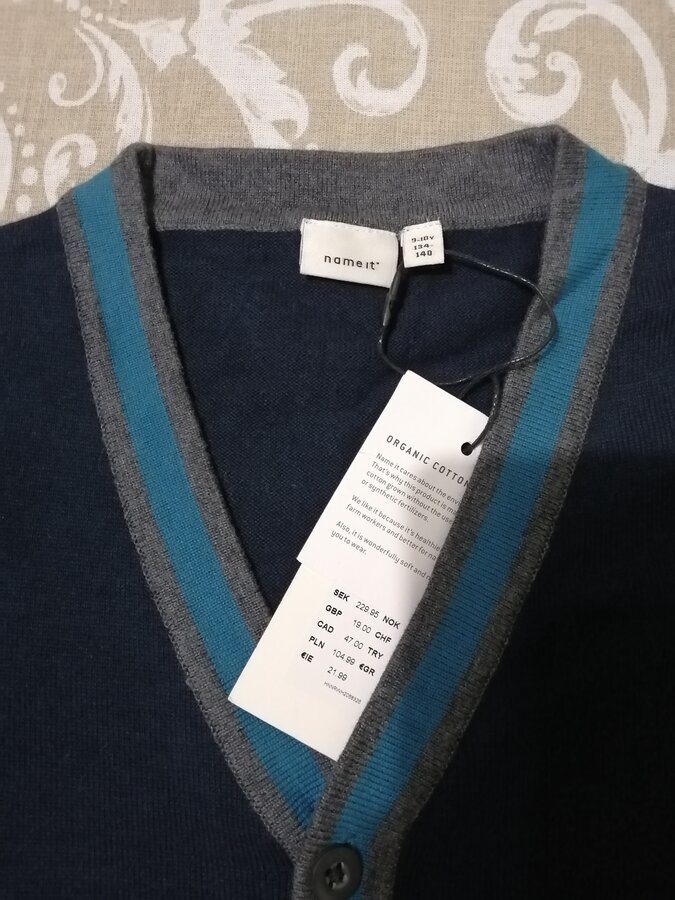 name it
9-10Y
134-
140
ORGANIC COTTON
Name it cares about the
That's why this product is
cotton grown without the use
or synthetic fertilizers.
We like it because it's
farm workers and better for
Also, it is wonderfully soft and
you to wear.
SEK 229.95 NOK
GBP 19.00 CHF
CAD 47.00 TRY
PLN 104.99 €GR
€IE 21.99